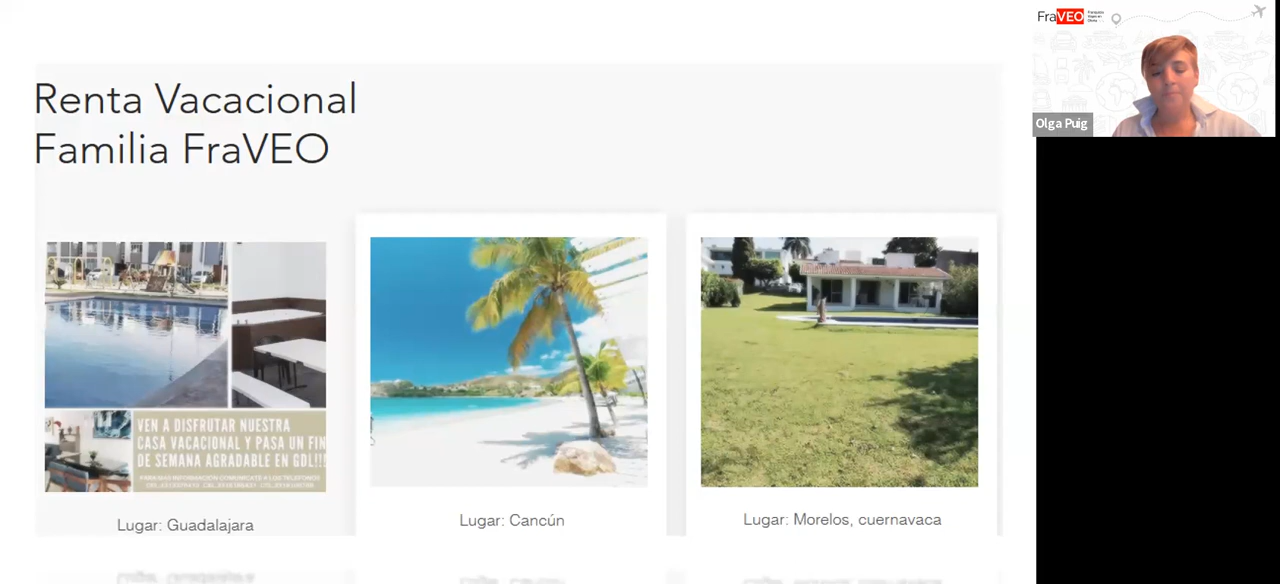 Renta Vacacional
Familia FraVEO
VEN A DISFRUTAR NUESTRA
CASA VACACIONAL Y PASA UN FIN
DE SEMANA AGRADABLE EN GDL!!!
Lugar: Guadalajara
Lugar: Cancún
Lugar: Morelos, cuernavaca
FraVEO
Olga Puig